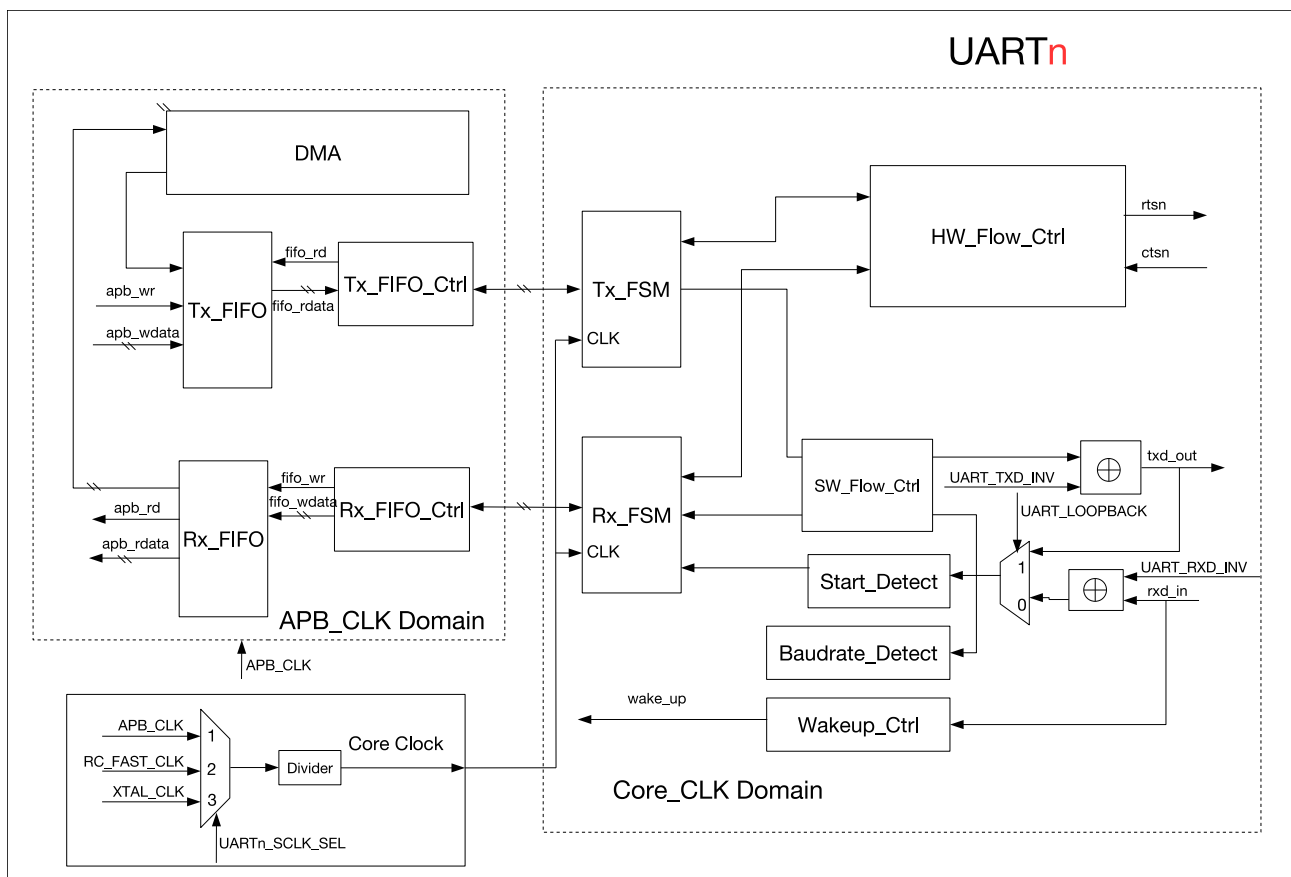 UARTn
DMA
fifo_rd
Tx_FIFO_Ctrl
apb_wr
Tx_FIFO
fifo_rdata
apb_wdata
Tx_FSM
CLK
HW_Flow_Ctrl
rtsn
ctsn
fifo_wr
fifo_wdata
Rx_FIFO_Ctrl
apb_rd
Rx_FIFO
apb_rdata
APB_CLK Domain
Rx_FSM
CLK
SW_Flow_Ctrl
UART_TXD_INV
txd_out
UART_LOOPBACK
1
0
UART_RXD_INV
rxd_in
Start_Detect
Baudrate_Detect
wake_up
Wakeup_Ctrl
Core_CLK Domain
APB_CLK
APB_CLK
1
RC_FAST_CLK
2
XTAL_CLK
3
Divider
Core Clock
UARTn_SCLK_SEL